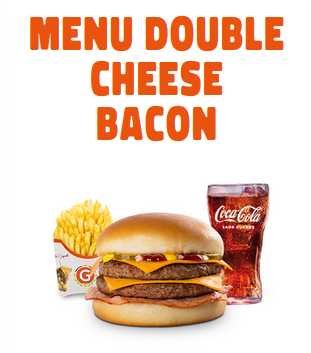 MENU DOUBLE
CHEESE
BACON
Coca-Cola
SANS SUCRES
G